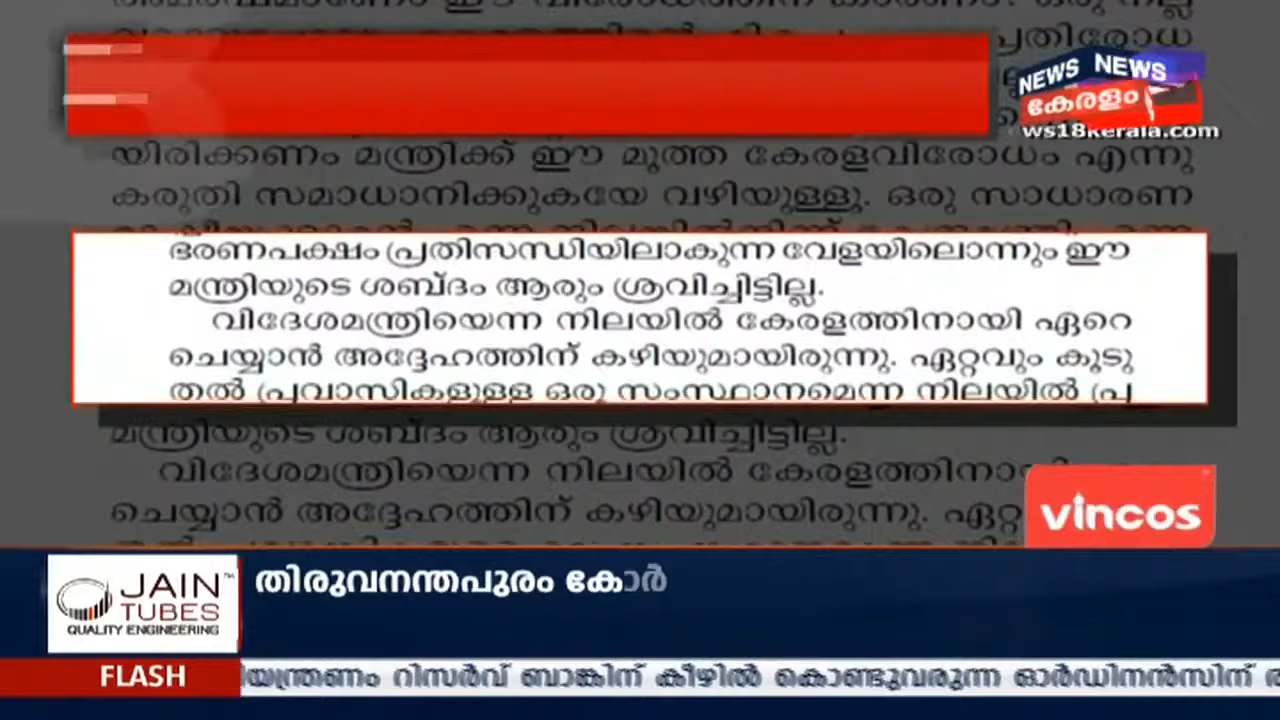 പ്രതിരോധ
NEWS NEWS
കേരളം
ws18kerala.com
യിരിക്കണം മന്ത്രിക്ക് ഈ മൂത്ത കേരളവിരോധം എന്നു
കരുതി സമാധാനിക്കുകയേ വഴിയുള്ളൂ. ഒരു സാധാരണ
ഭരണപക്ഷം പ്രതിസന്ധിയിലാകുന്ന വേളയിലൊന്നും ഈ
മന്ത്രിയുടെ ശബ്ദം ആരും ശ്രവിച്ചിട്ടില്ല.
വിദേശമന്ത്രിയെന്ന നിലയിൽ കേരളത്തിനായി ഏറെ
ചെയ്യാൻ അദ്ദേഹത്തിന് കഴിയുമായിരുന്നു. ഏറ്റവും കൂടു
തൽ പ്രവാസികളുള്ള ഒരു സംസ്ഥാനമെന്ന നിലയിൽ പ്ര
മന്ത്രിയുടെ ശബ്ദം ആരും ശ്രവിച്ചിട്ടില്ല.
വിദേശമന്ത്രിയെന്ന നിലയിൽ കേരളത്തിനായി
ചെയ്യാൻ അദ്ദേഹത്തിന് കഴിയുമായിരുന്നു. ഏറ്റ
vincos
JAIN TUBES
QUALITY ENGINEERING
തിരുവനന്തപുരം കോർ
FLASH
ിയന്ത്രണം റിസർവ് ബാങ്കിന് കീഴിൽ കൊണ്ടുവരുന്ന ഓർഡിനൻസിന്